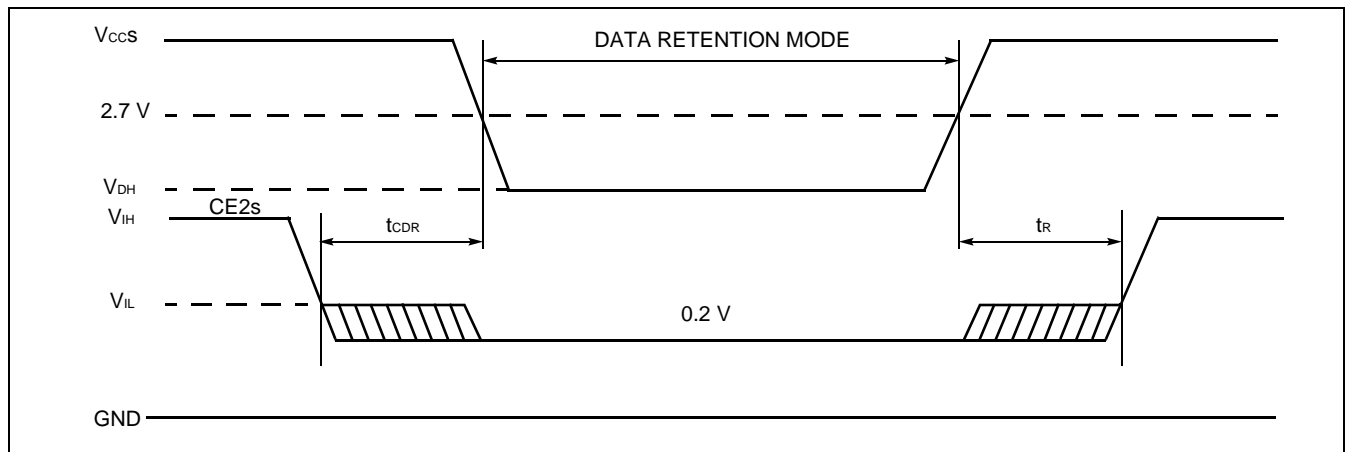 VCCS
DATA RETENTION MODE
2.7 V
VDH
VIH
CE2s
tCDR
tR
VIL
0.2 V
GND